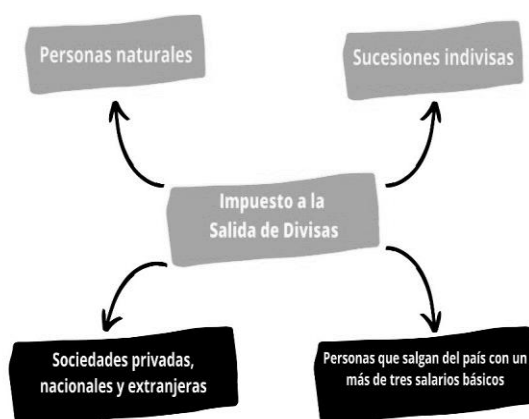 Personas naturales
Sucesiones indivisas
Impuesto a la
Salida de Divisas
Sociedades privadas,
nacionales y extranjeras
Personas que salgan del país con un
más de tres salarios básicos